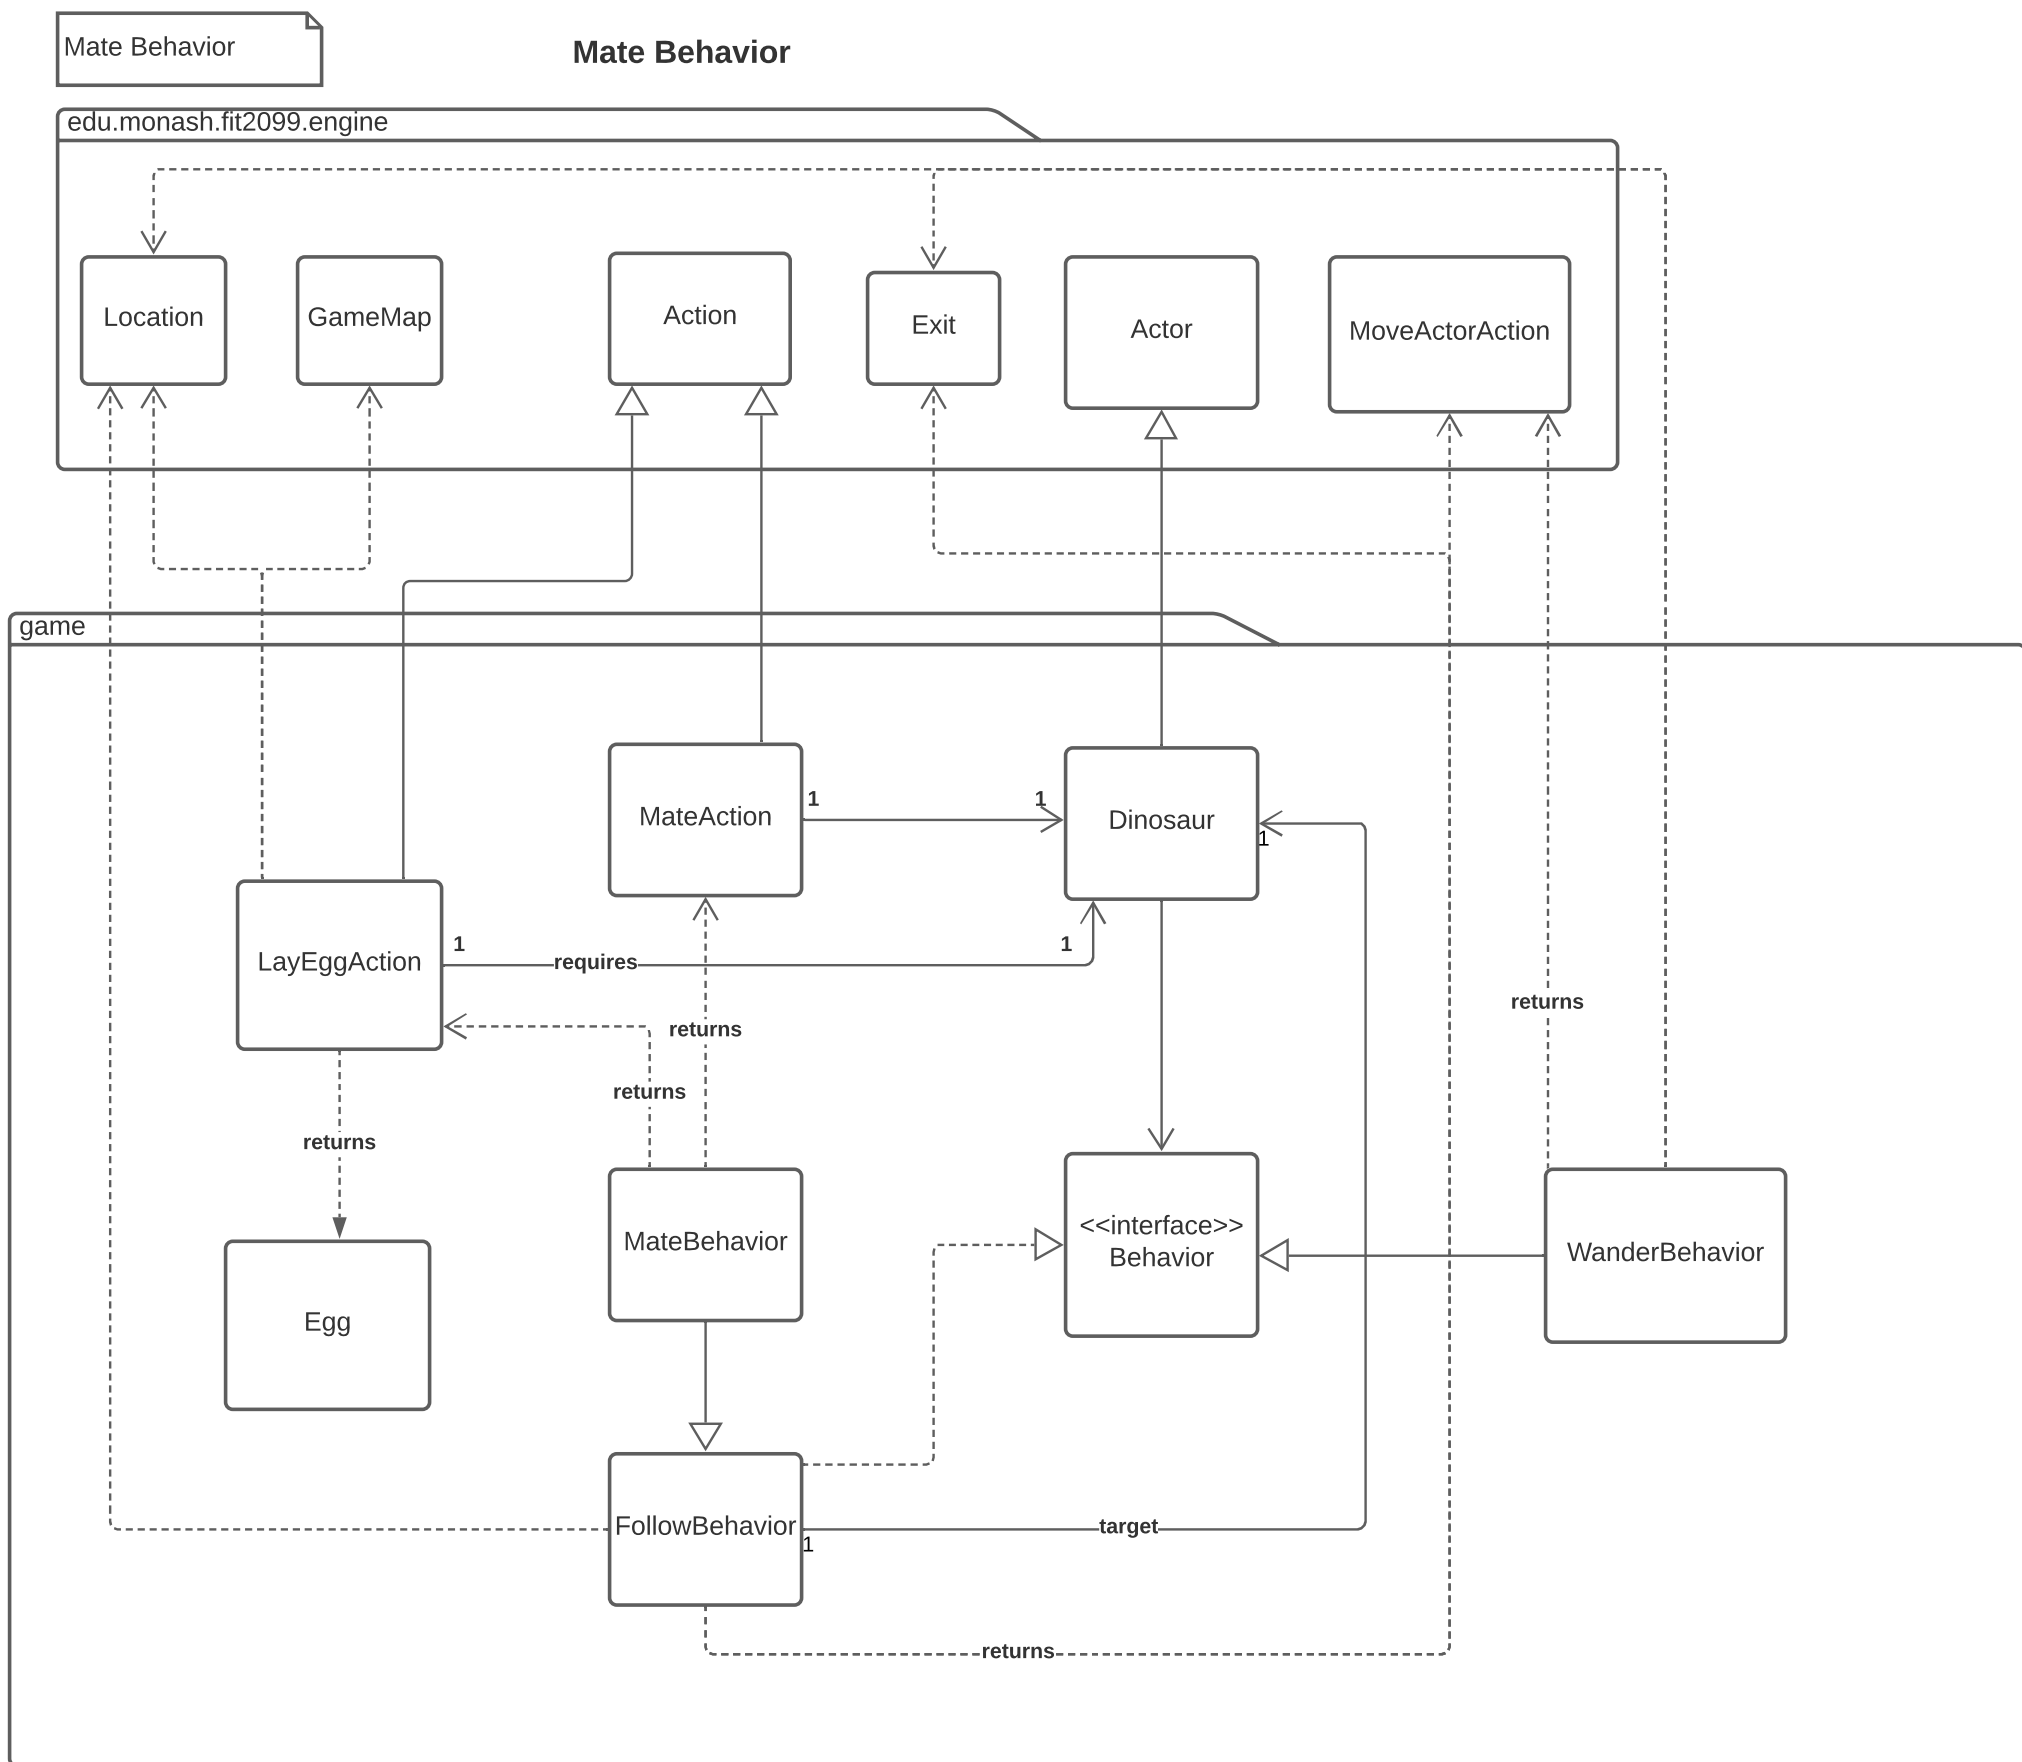 Mate Behavior
Mate Behavior
edu.monash.fit2099.engine
Location
GameMap
Action
Exit
Actor
MoveActorAction
game
MateAction
1
1
Dinosaur
1
LayEggAction
1
requires
1
returns
returns
returns
returns
MateBehavior
<<interface>>
Behavior
WanderBehavior
Egg
FollowBehavior
1
target
returns